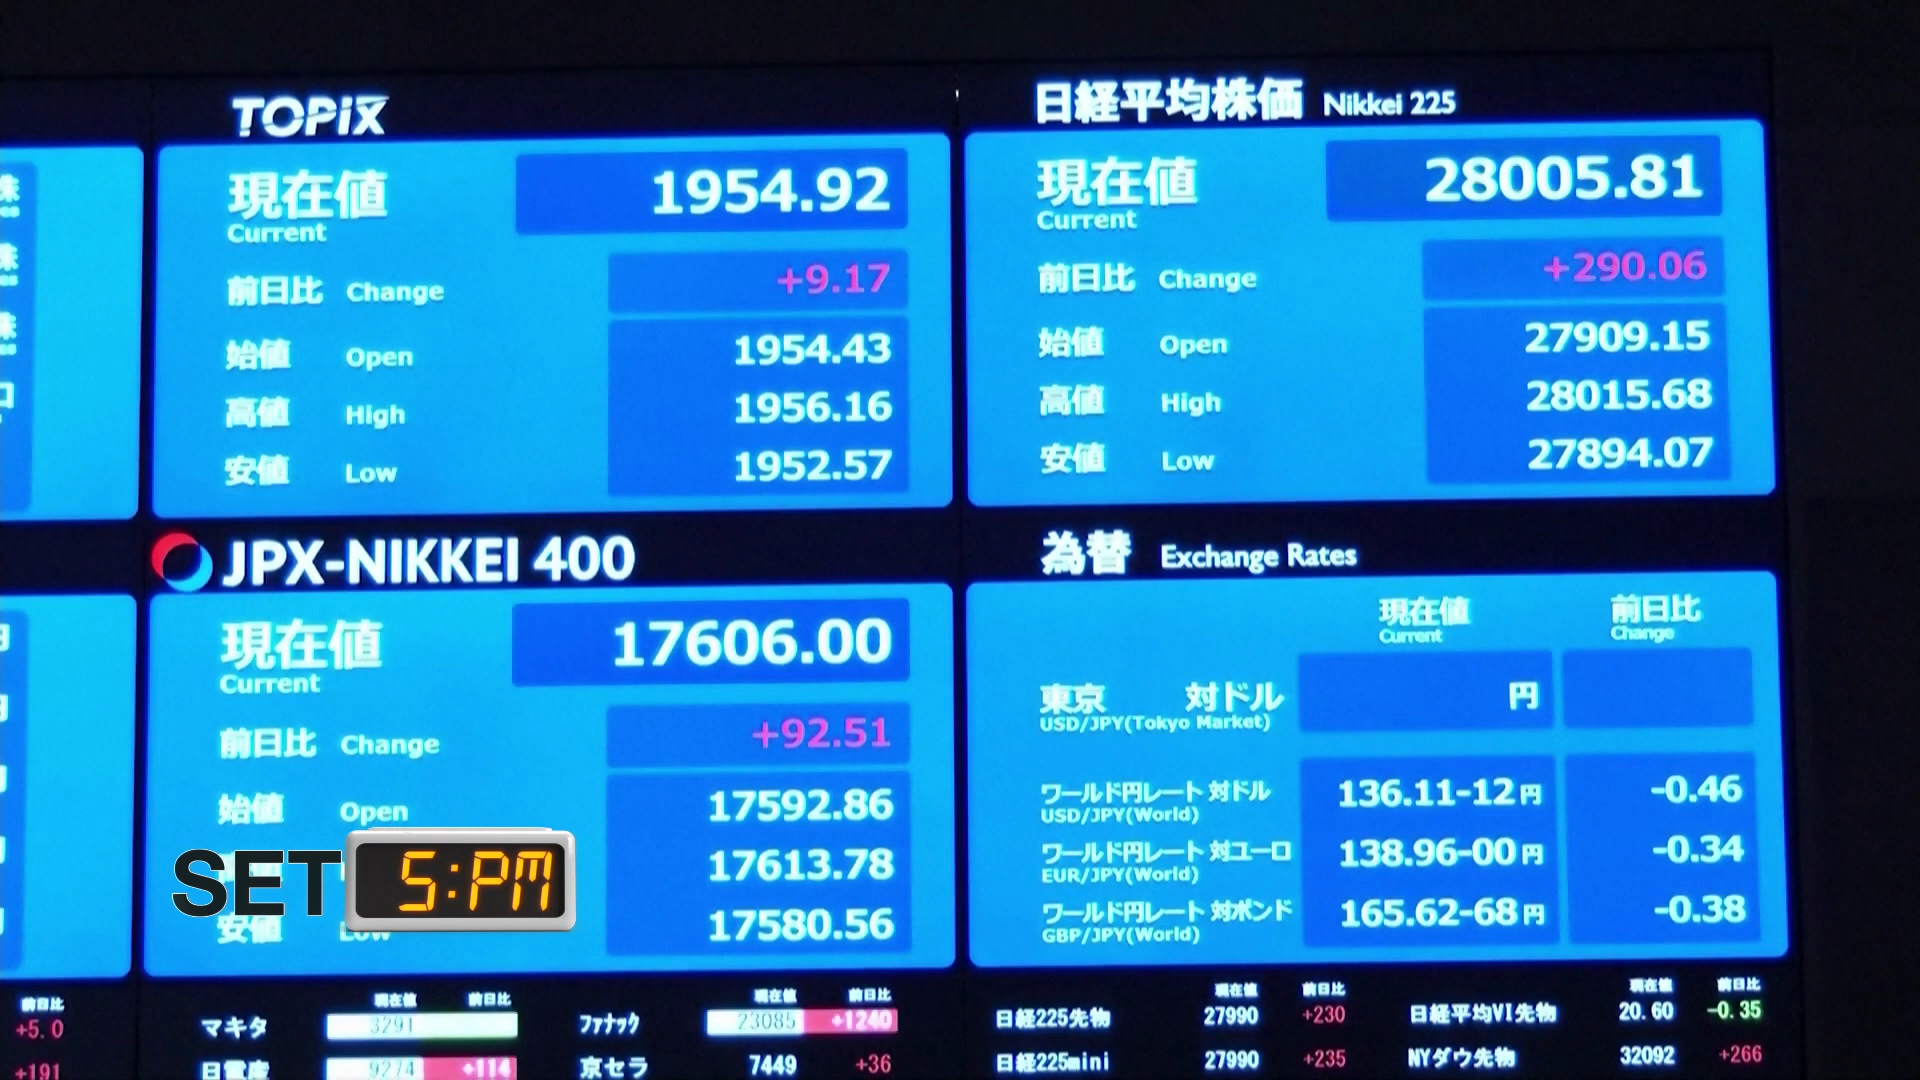 TOPIX
現在値 1954.92
Current
前日比 Change +9.17
始値 Open 1954.43
高値 High 1956.16
安値 Low 1952.57
日経平均株価 Nikkei 225
現在値 28005.81
Current
前日比 Change +290.06
始値 Open 27909.15
高値 High 28015.68
安値 Low 27894.07
JPX-NIKKEI 400
現在値 17606.00
Current
前日比 Change +92.51
始値 Open 17592.86
17613.78
安値 Low 17580.56
SET 5:PM
為替 Exchange Rates
現在値 前日比
Current Change
東京 対ドル 円
USD/JPY(Tokyo Market)
ワールド円レート 対ドル 136.11-12円 -0.46
USD/JPY(World)
ワールド円レート 対ユーロ 138.96-00円 -0.34
EUR/JPY(World)
ワールド円レート 対ポンド 165.62-68円 -0.38
GBP/JPY(World)
前日比 現在値 前日比 現在値 前日比 現在値 前日比 現在値 前日比
+5.0 マキタ 3291 ファナック 23085 +1240 日経225先物 27990 +230 日経平均VI先物 20.60 -0.35
+191 日電産 9274 +114 京セラ 7449 +36 日経225mini 27990 +235 NYダウ先物 32092 +266